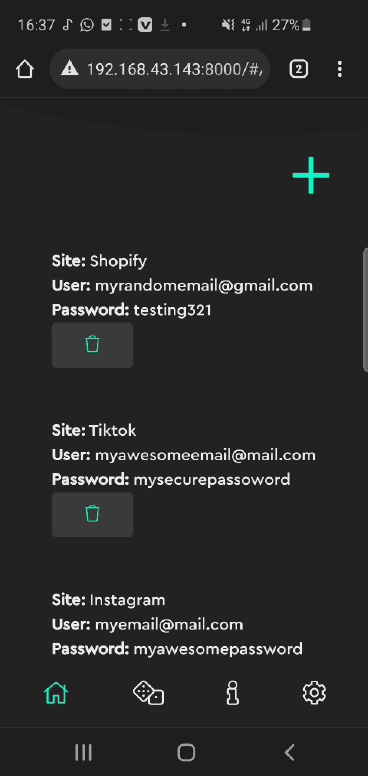 16:37 4G 27%
192.168.43.143:8000/#/ 2
Site: Shopify
User: myrandomemail@gmail.com
Password: testing321
Site: Tiktok
User: myawesomeemail@mail.com
Password: mysecurepassoword
Site: Instagram
User: myemail@mail.com
Password: myawesomepassword